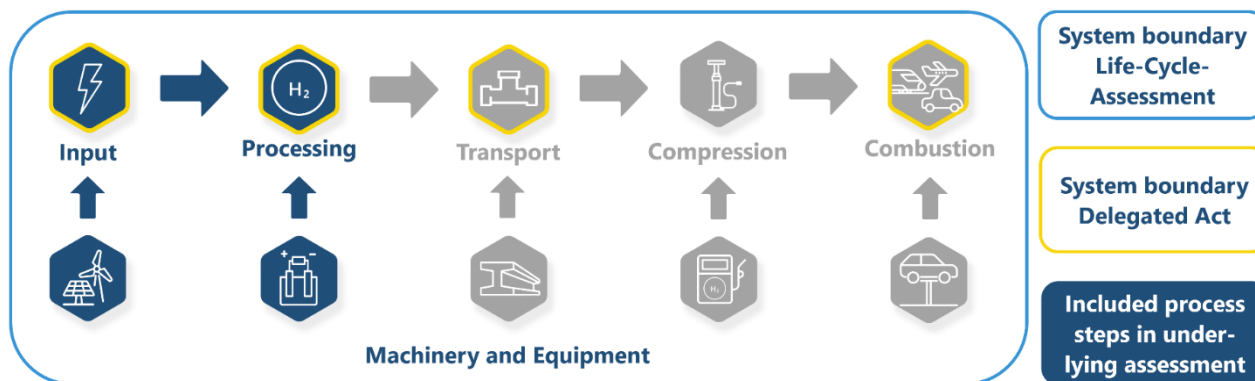 Input
Processing
Transport
Compression
Combustion
H₂
+ −
H₂
Machinery and Equipment
System boundary
Life-Cycle-
Assessment
System boundary
Delegated Act
Included process
steps in under-
lying assessment